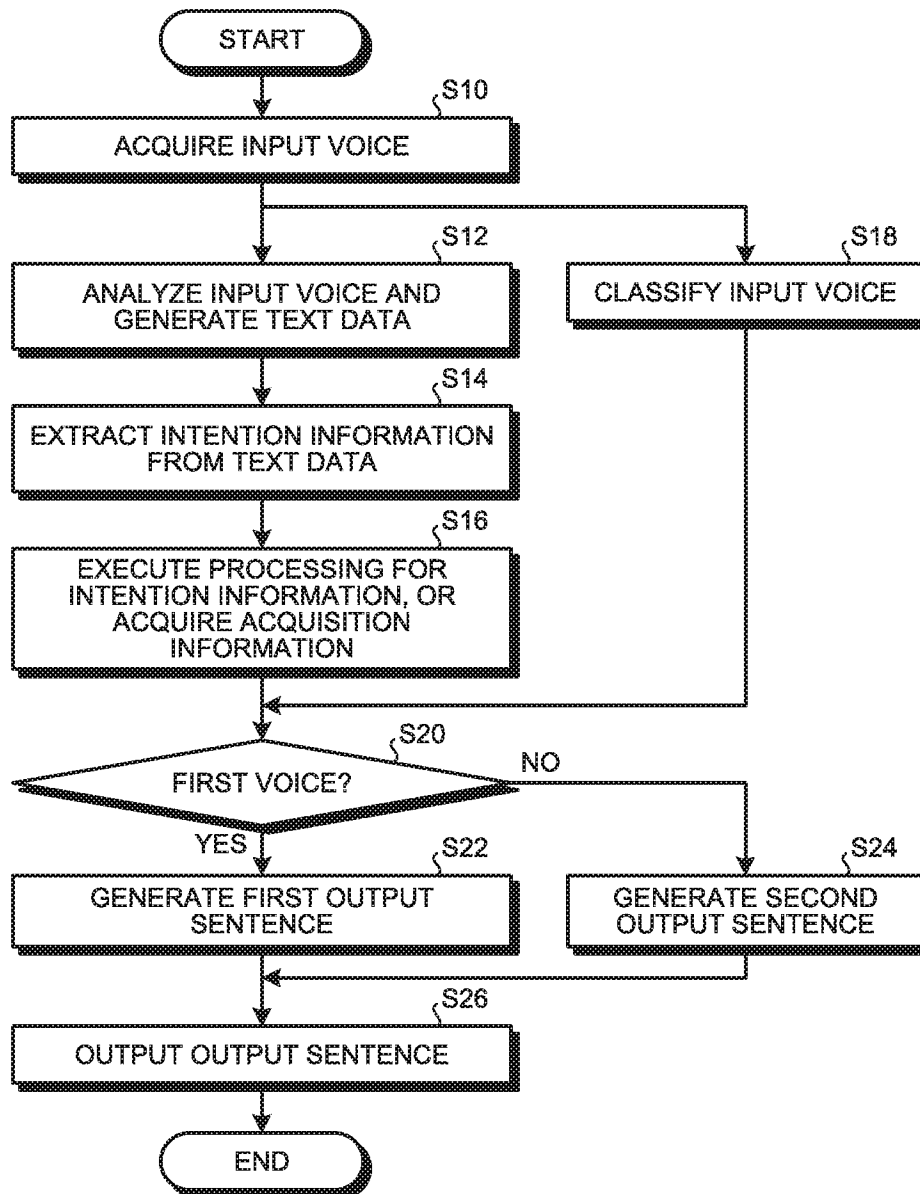 START
S10
ACQUIRE INPUT VOICE
S12
ANALYZE INPUT VOICE AND
GENERATE TEXT DATA
S18
CLASSIFY INPUT VOICE
S14
EXTRACT INTENTION INFORMATION
FROM TEXT DATA
S16
EXECUTE PROCESSING FOR
INTENTION INFORMATION, OR
ACQUIRE ACQUISITION
INFORMATION
S20
FIRST VOICE?
NO
YES
S22
GENERATE FIRST OUTPUT
SENTENCE
S24
GENERATE SECOND
OUTPUT SENTENCE
S26
OUTPUT OUTPUT SENTENCE
END